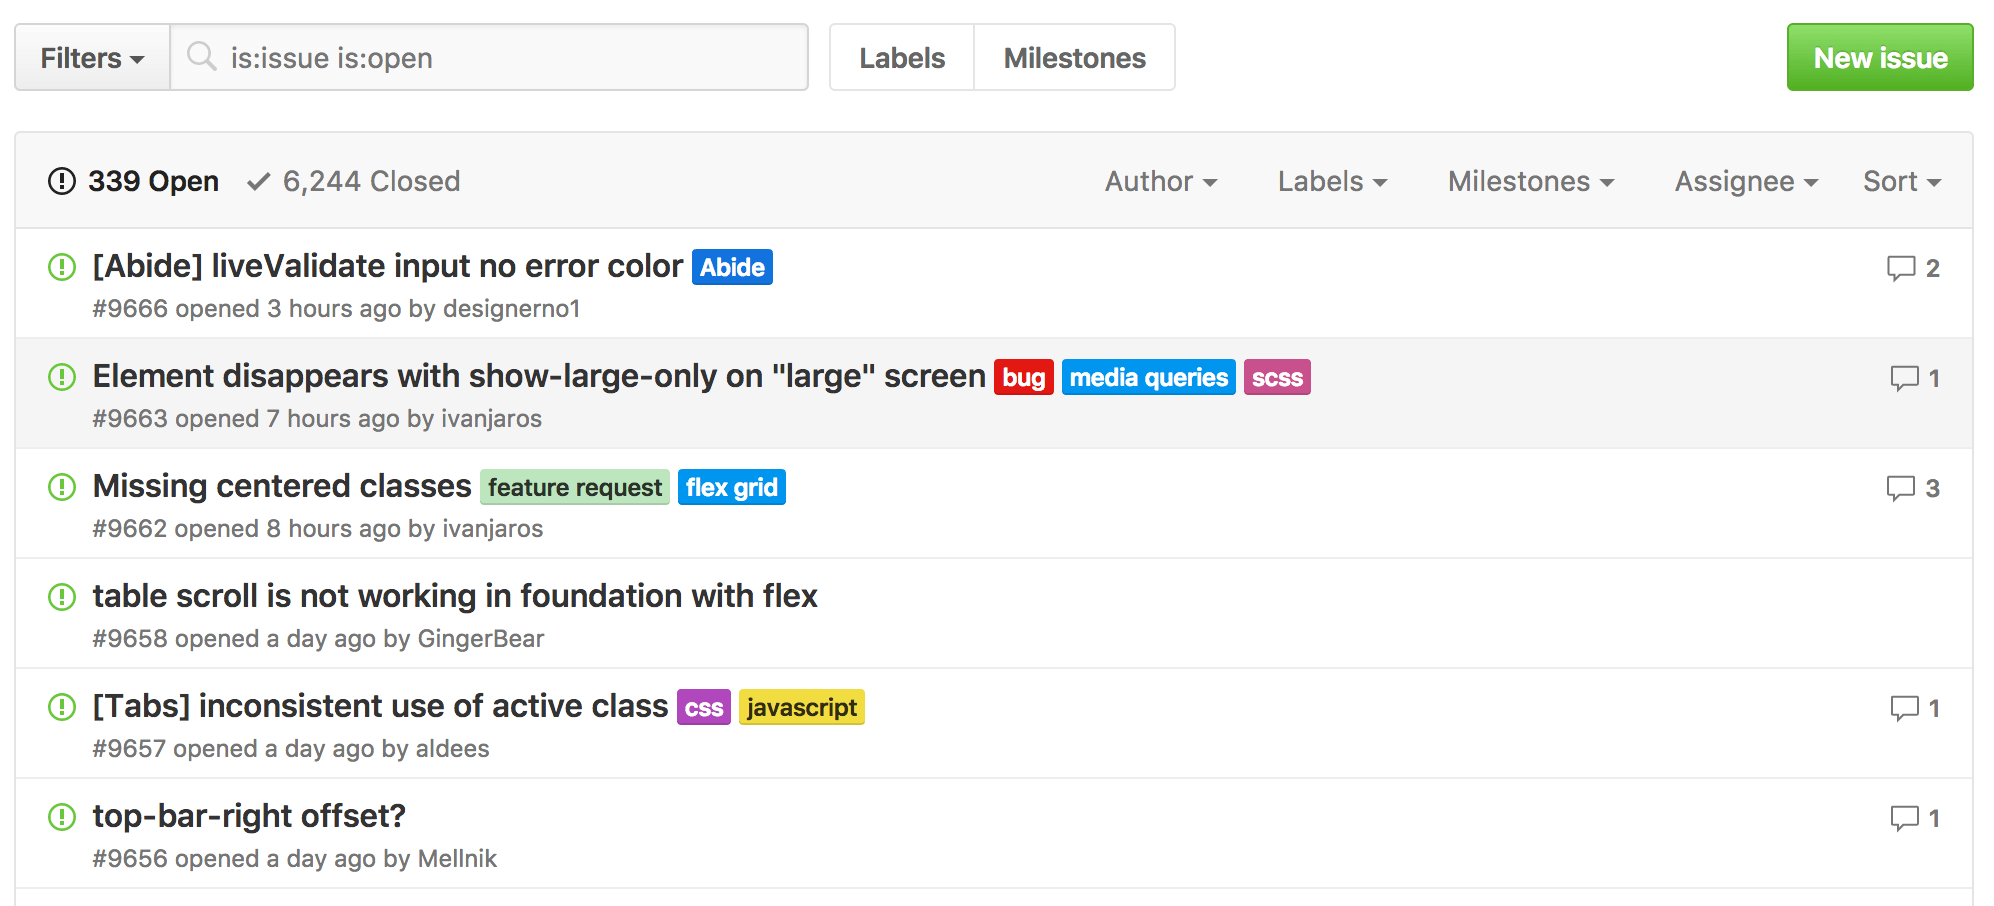 Filters is:issue is:open Labels Milestones New issue
339 Open 6,244 Closed Author Labels Milestones Assignee Sort
[Abide] liveValidate input no error color Abide 2
#9666 opened 3 hours ago by designerno1
Element disappears with show-large-only on "large" screen bug media queries scss 1
#9663 opened 7 hours ago by ivanjaros
Missing centered classes feature request flex grid 3
#9662 opened 8 hours ago by ivanjaros
table scroll is not working in foundation with flex
#9658 opened a day ago by GingerBear
[Tabs] inconsistent use of active class css javascript 1
#9657 opened a day ago by aldees
top-bar-right offset? 1
#9656 opened a day ago by Mellnik